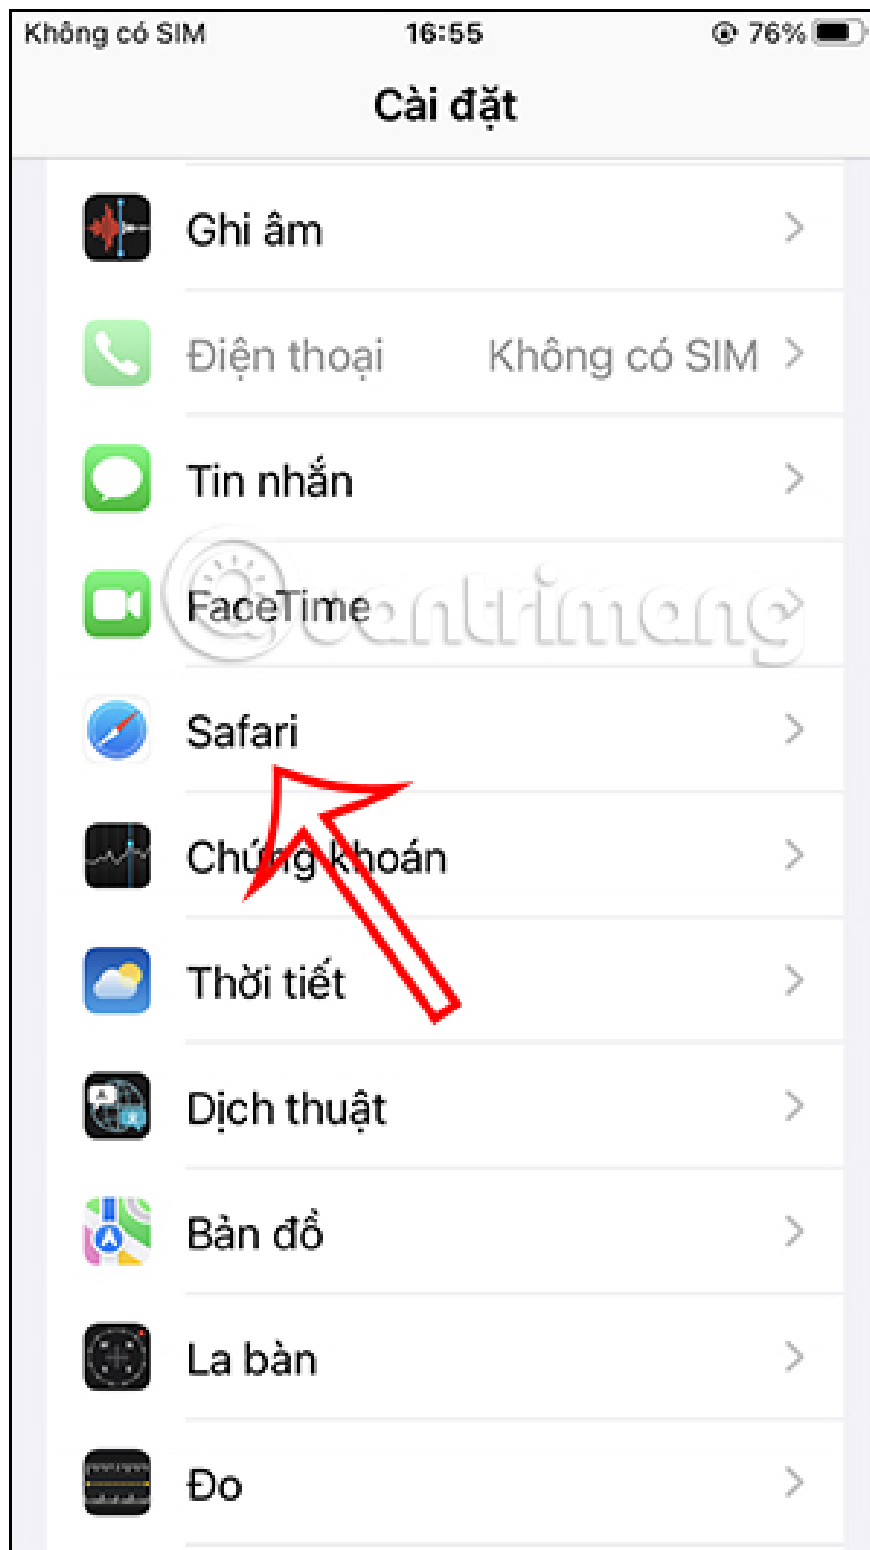 Không có SIM 16:55 76%
Cài đặt
Ghi âm
Điện thoại Không có SIM
Tin nhắn
FaceTime
uantrimang
Safari
Chứng khoán
Thời tiết
Dịch thuật
Bản đồ
La bàn
Đo